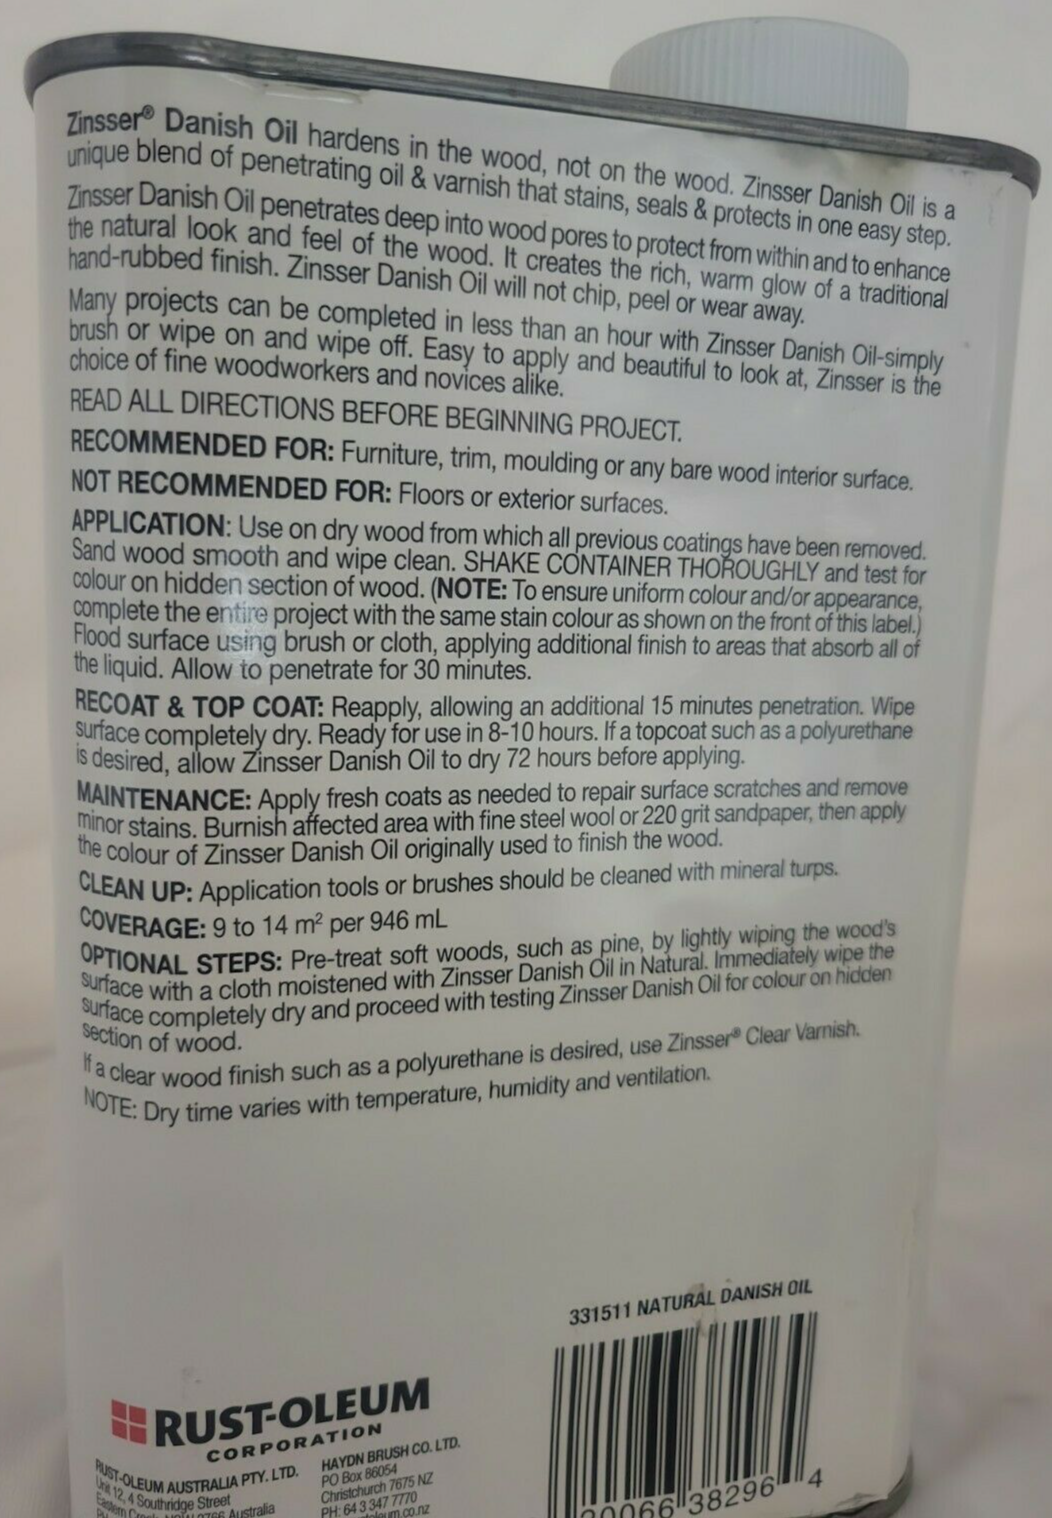 Zinsser® Danish Oil hardens in the wood, not on the wood. Zinsser Danish Oil is a
unique blend of penetrating oil & varnish that stains, seals & protects in one easy step.
Zinsser Danish Oil penetrates deep into wood pores to protect from within and to enhance
the natural look and feel of the wood. It creates the rich, warm glow of a traditional
hand-rubbed finish. Zinsser Danish Oil will not chip, peel or wear away.
Many projects can be completed in less than an hour with Zinsser Danish Oil-simply
brush or wipe on and wipe off. Easy to apply and beautiful to look at, Zinsser is the
choice of fine woodworkers and novices alike.
READ ALL DIRECTIONS BEFORE BEGINNING PROJECT.
RECOMMENDED FOR: Furniture, trim, moulding or any bare wood interior surface.
NOT RECOMMENDED FOR: Floors or exterior surfaces.
APPLICATION: Use on dry wood from which all previous coatings have been removed.
Sand wood smooth and wipe clean. SHAKE CONTAINER THOROUGHLY and test for
colour on hidden section of wood. (NOTE: To ensure uniform colour and/or appearance,
complete the entire project with the same stain colour as shown on the front of this label.)
Flood surface using brush or cloth, applying additional finish to areas that absorb all of
the liquid. Allow to penetrate for 30 minutes.
RECOAT & TOP COAT: Reapply, allowing an additional 15 minutes penetration. Wipe
surface completely dry. Ready for use in 8-10 hours. If a topcoat such as a polyurethane
is desired, allow Zinsser Danish Oil to dry 72 hours before applying.
MAINTENANCE: Apply fresh coats as needed to repair surface scratches and remove
minor stains. Burnish affected area with fine steel wool or 220 grit sandpaper, then apply
the colour of Zinsser Danish Oil originally used to finish the wood.
CLEAN UP: Application tools or brushes should be cleaned with mineral turps.
COVERAGE: 9 to 14 m² per 946 mL
OPTIONAL STEPS: Pre-treat soft woods, such as pine, by lightly wiping the wood's
surface with a cloth moistened with Zinsser Danish Oil in Natural. Immediately wipe the
surface completely dry and proceed with testing Zinsser Danish Oil for colour on hidden
section of wood.
If a clear wood finish such as a polyurethane is desired, use Zinsser® Clear Varnish.
NOTE: Dry time varies with temperature, humidity and ventilation.
331511 NATURAL DANISH OIL
RUST-OLEUM
CORPORATION
RUST-OLEUM AUSTRALIA PTY. LTD.
Unit 12, 4 Southridge Street
Eastern Australia
HAYDN BRUSH CO. LTD.
PO Box 86054
Christchurch 7675 NZ
PH: 64 3 347 7770
20066 38296 4